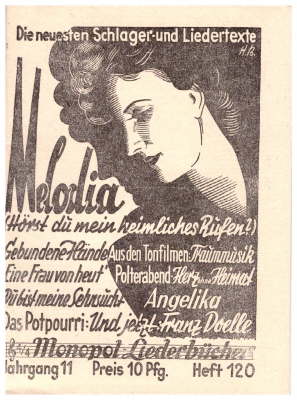 Die neuesten Schlager- und Liedertexte
H.R.
Melodia
(Hörst du mein heimliches Rufen?)
Gebundene Hände Aus den Tonfilmen: Traummusik
Eine Frau von heut' Polterabend · Herz ohne Heimat
Du bist meine Sehnsucht · Angelika
Das Potpourri: Und jetzt Franz Doelle
Monopol-Liederbücher
Jahrgang 11 Preis 10 Pfg. Heft 120